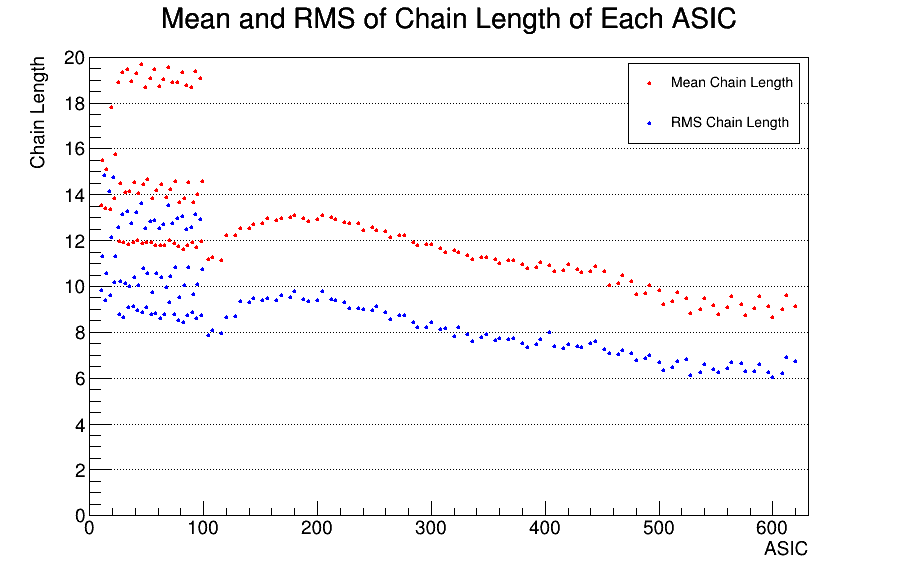 Mean and RMS of Chain Length of Each ASIC
Chain Length
20
18
16
14
12
10
8
6
4
2
0
Mean Chain Length
RMS Chain Length
0 100 200 300 400 500 600
ASIC